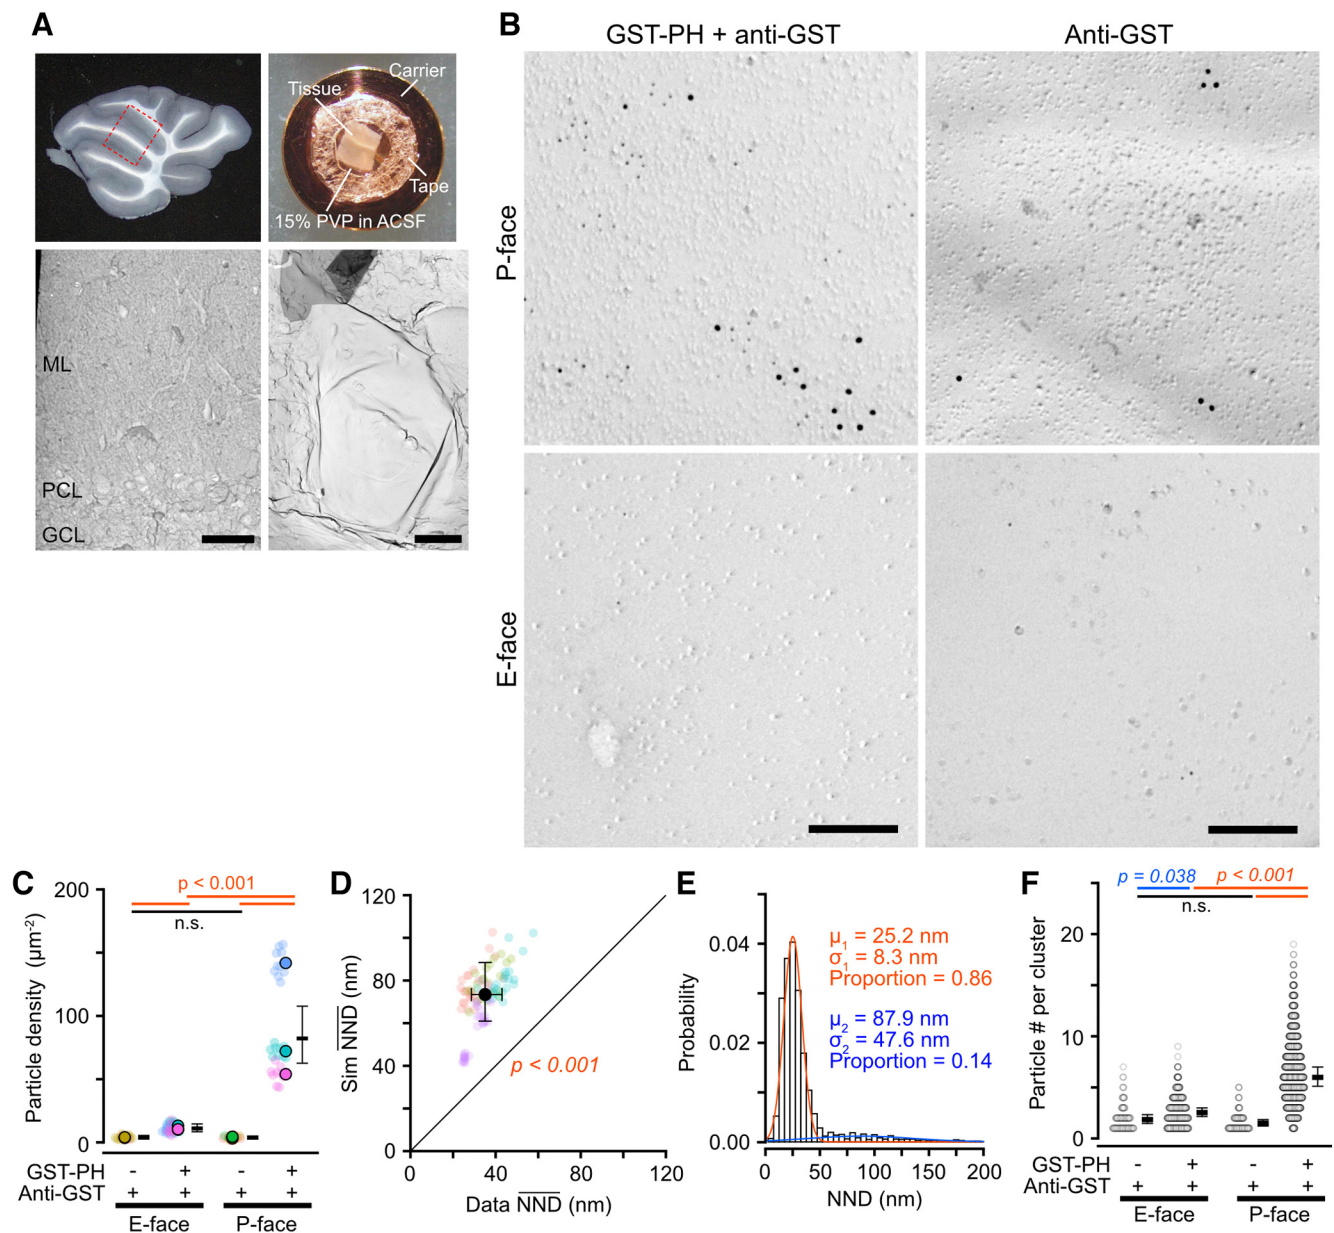 A
Carrier
Tissue
Tape
15% PVP in ACSF
ML
PCL
GCL
B
GST-PH + anti-GST
Anti-GST
P-face
E-face
C
p < 0.001
n.s.
200
100
0
Particle density (μm⁻²)
GST-PH
- + - +
Anti-GST
+ + + +
E-face
P-face
D
120
80
40
0
Sim NND (nm)
p < 0.001
0 40 80 120
Data NND (nm)
E
0.04
0.02
0.00
Probability
μ₁ = 25.2 nm
σ₁ = 8.3 nm
Proportion = 0.86
μ₂ = 87.9 nm
σ₂ = 47.6 nm
Proportion = 0.14
0 50 100 150 200
NND (nm)
F
p = 0.038
p < 0.001
n.s.
20
10
0
Particle # per cluster
GST-PH
- + - +
Anti-GST
+ + + +
E-face
P-face